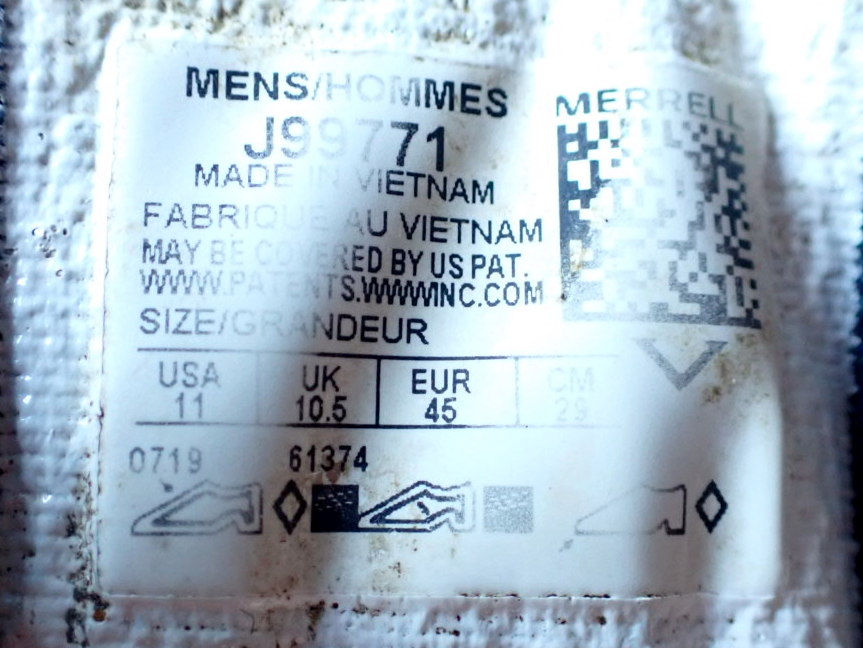 MENS/HOMMES
J99771
MADE IN VIETNAM
FABRIQUE AU VIETNAM
MAY BE COVERED BY US PAT.
WWW.PATENTS.WWWINC.COM
SIZE/GRANDEUR
USA UK EUR CM
11 10.5 45 29
0719 61374
MERRELL